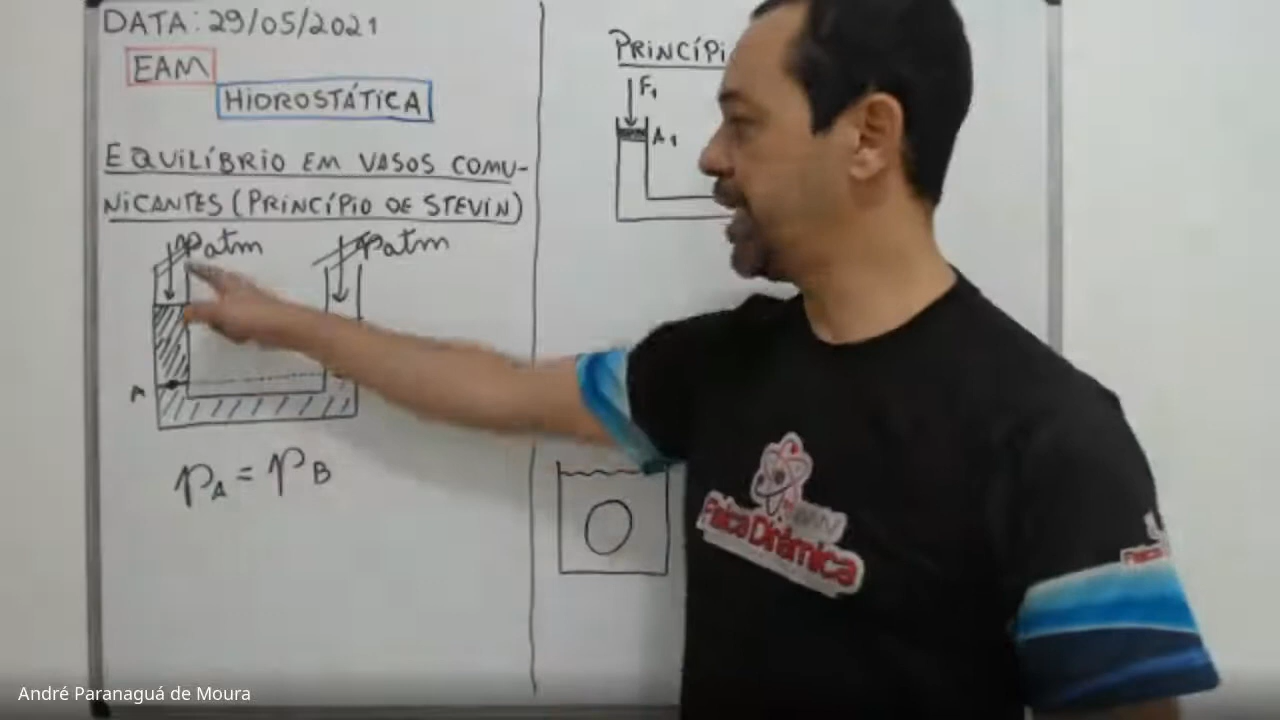 DATA: 29/05/2021
EAM
HIDROSTÁTICA
EQUILÍBRIO EM VASOS COMU-
NICANTES (PRINCÍPIO DE STEVIN)
Patm Patm
A
PA = PB
PRINCÍPI
F1
A1
Física Dinâmica
André Paranaguá de Moura